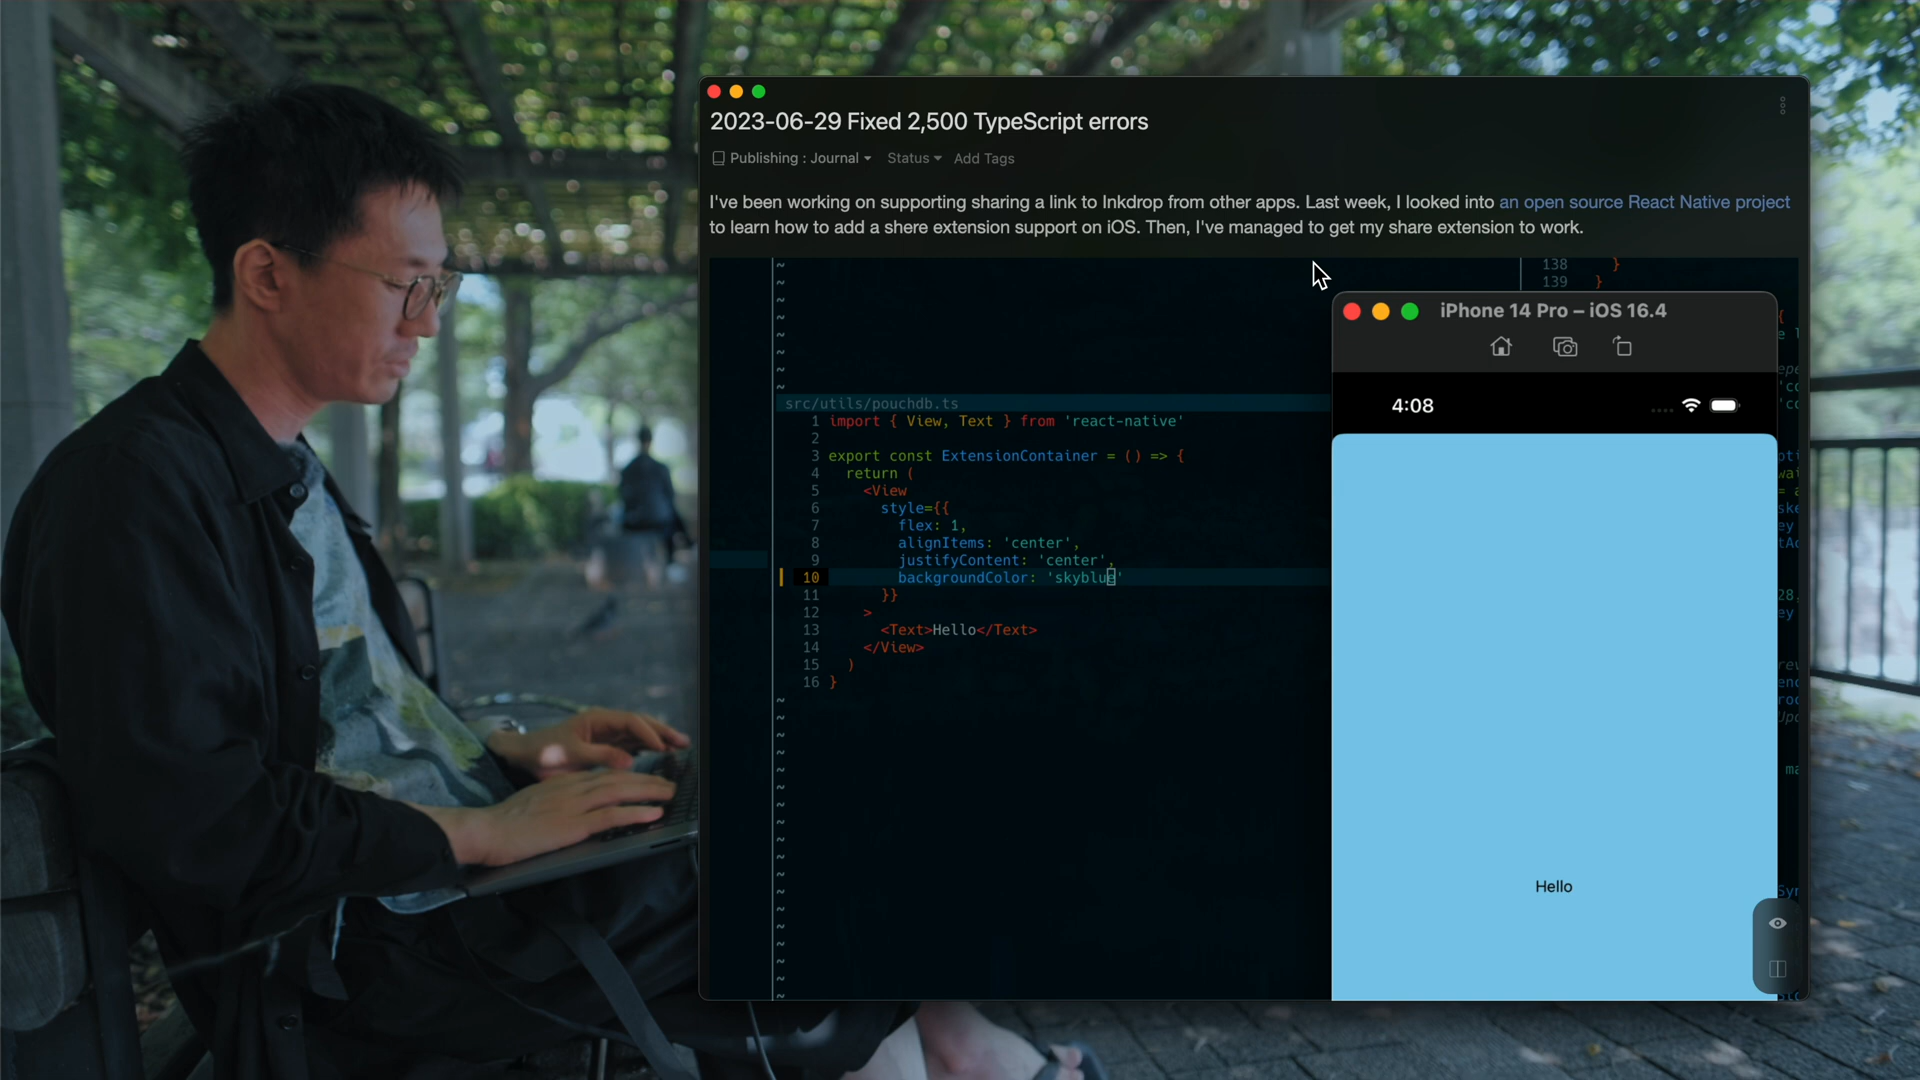 2023-06-29 Fixed 2,500 TypeScript errors
Publishing : Journal Status Add Tags
I've been working on supporting sharing a link to Inkdrop from other apps. Last week, I looked into an open source React Native project
to learn how to add a shere extension support on iOS. Then, I've managed to get my share extension to work.
138 }
139 }
src/utils/pouchdb.ts
1 import { View, Text } from 'react-native'
2
3 export const ExtensionContainer = () => {
4 return (
5 <View
6 style={{
7 flex: 1,
8 alignItems: 'center',
9 justifyContent: 'center',
10 backgroundColor: 'skyblue'
11 }}
12 >
13 <Text>Hello</Text>
14 </View>
15 )
16 }
iPhone 14 Pro – iOS 16.4
4:08
Hello